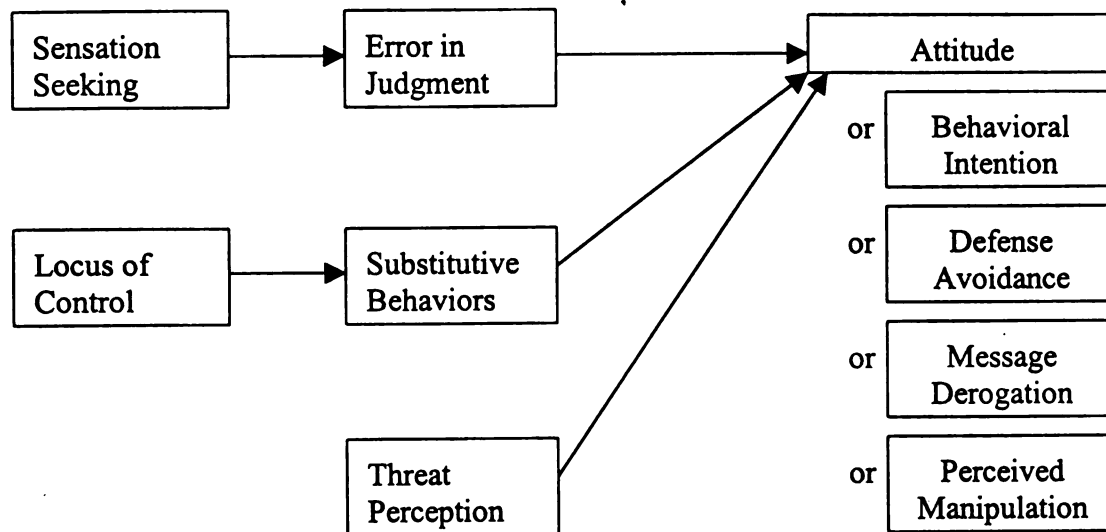 Sensation
Seeking
Error in
Judgment
Attitude
or
Behavioral
Intention
Locus of
Control
Substitutive
Behaviors
or
Defense
Avoidance
or
Message
Derogation
Threat
Perception
or
Perceived
Manipulation